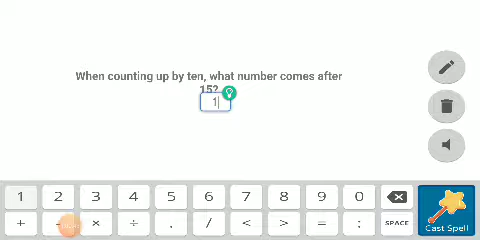 When counting up by ten, what number comes after
15?
1
1 2 3 4 5 6 7 8 9 0
+ - × ÷ . / < > = : SPACE
Cast Spell